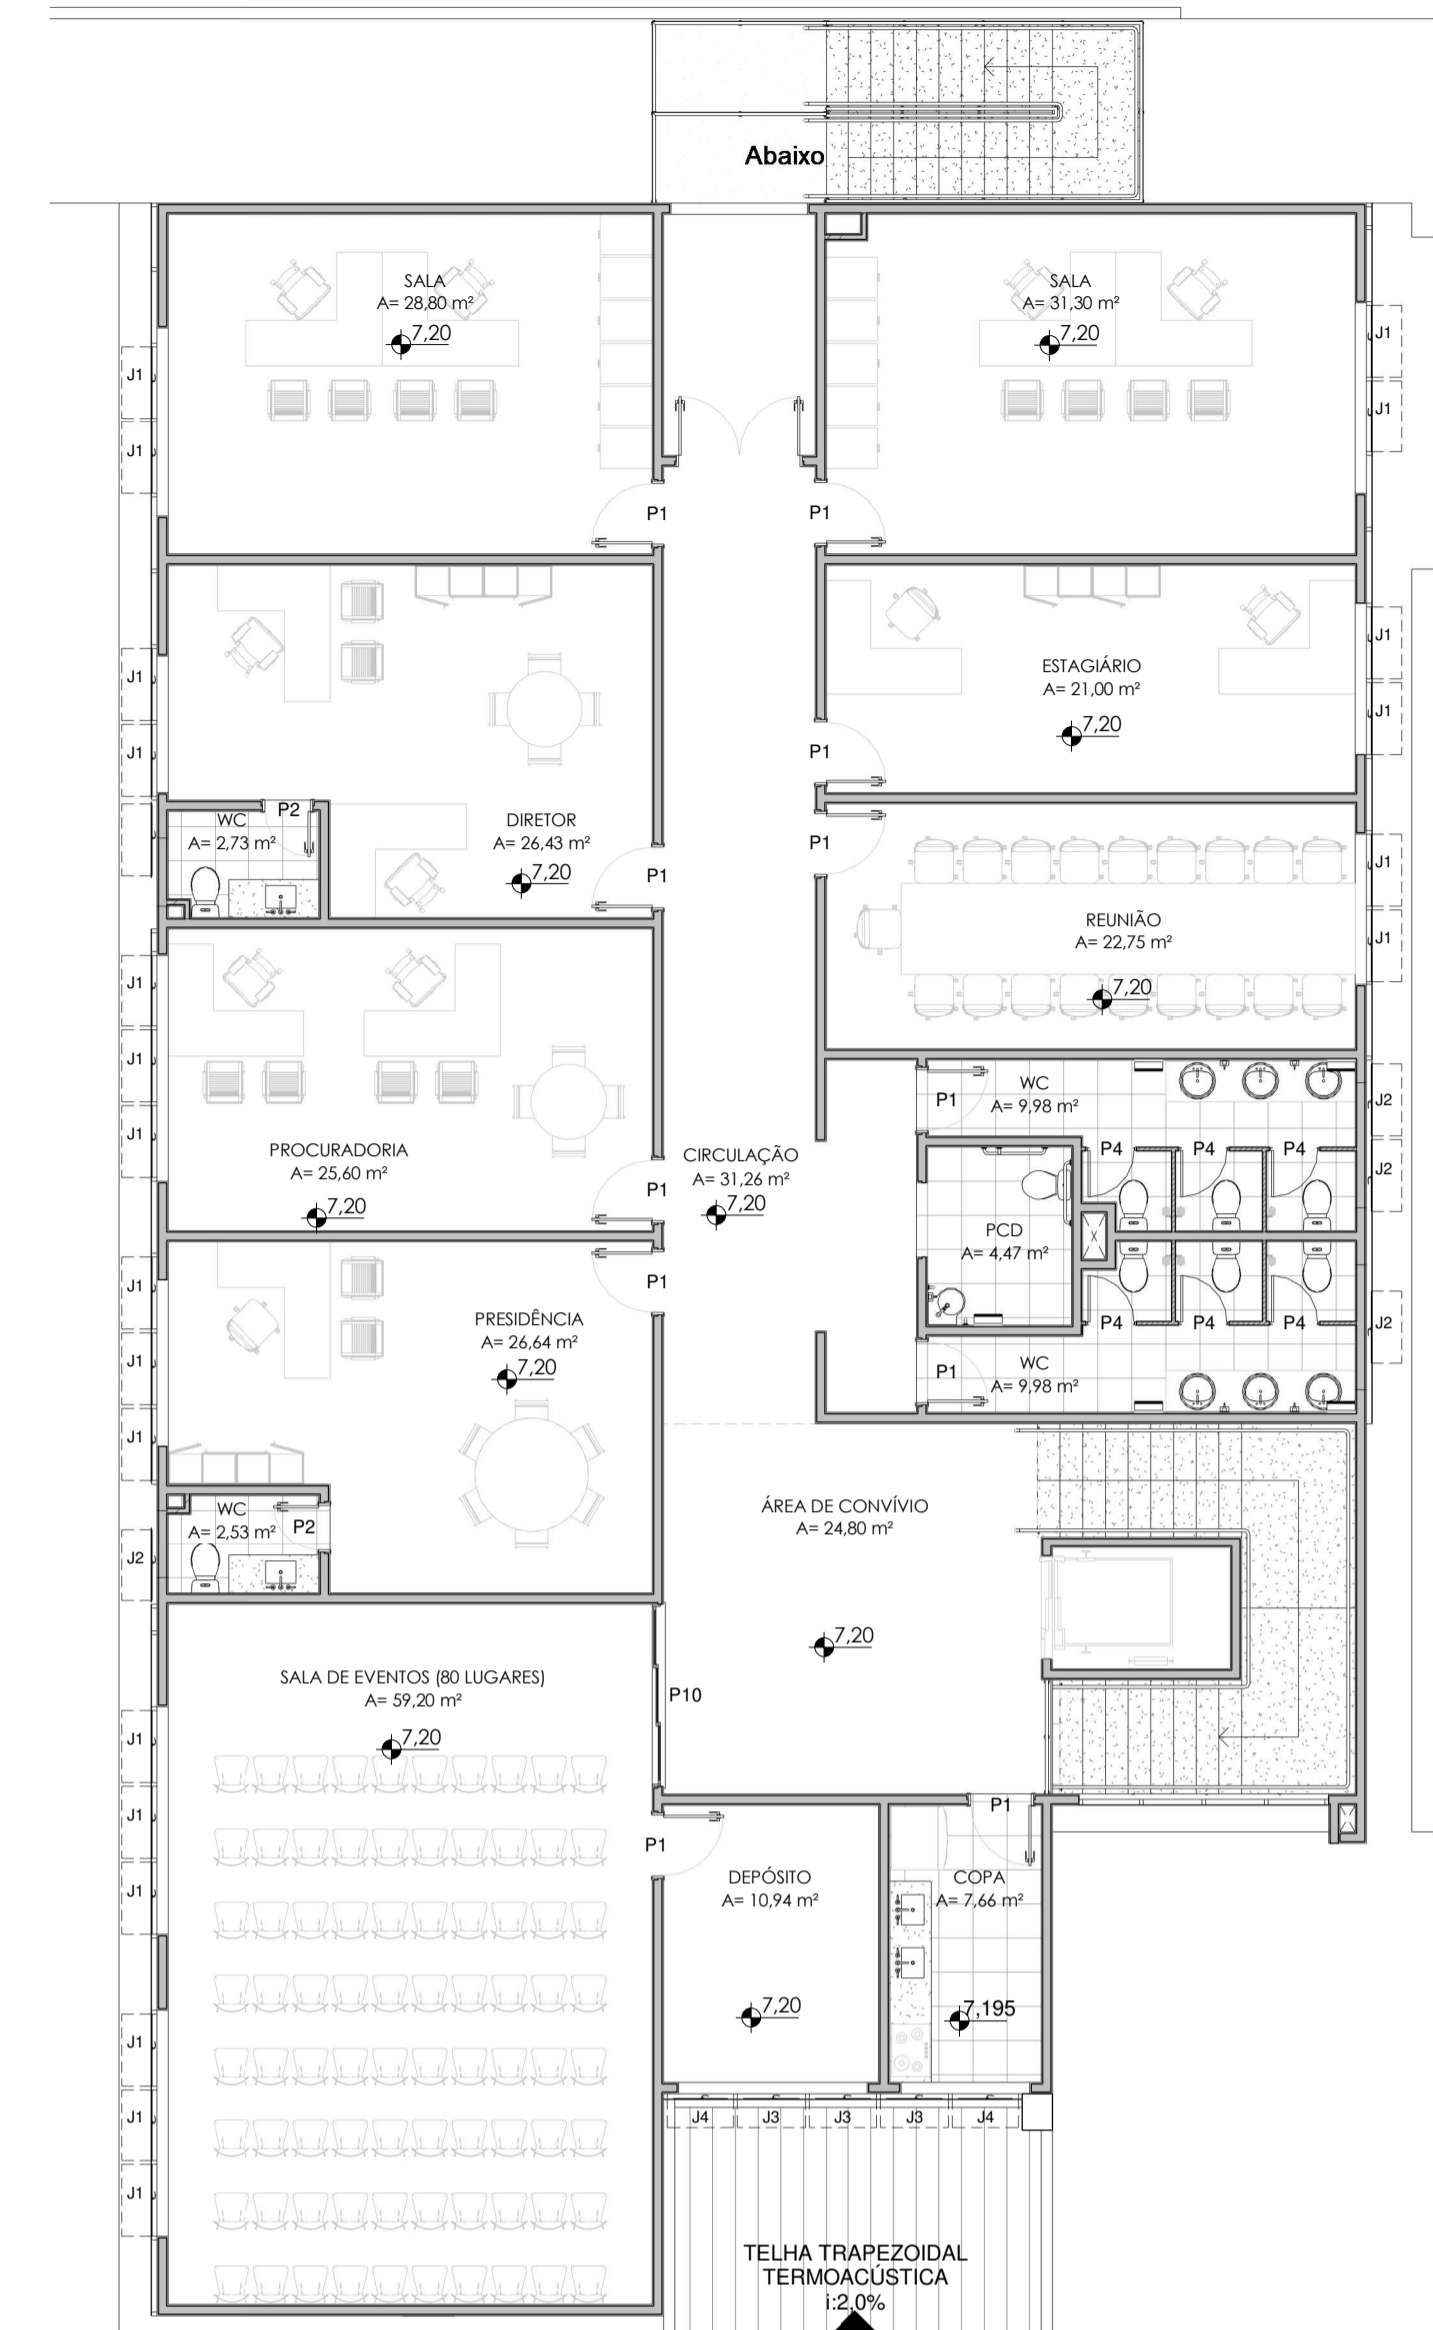 Abaixo
SALA
A= 28,80 m²
7,20
SALA
A= 31,30 m²
7,20
J1
J1
J1
J1
P1
P1
ESTAGIÁRIO
A= 21,00 m²
7,20
J1
J1
J1
J1
P1
P2
WC
A= 2,73 m²
DIRETOR
A= 26,43 m²
7,20
P1
P1
REUNIÃO
A= 22,75 m²
7,20
J1
J1
J1
J1
J1
PROCURADORIA
A= 25,60 m²
7,20
P1
CIRCULAÇÃO
A= 31,26 m²
7,20
WC
A= 9,98 m²
P1
P4
P4
P4
J2
J2
PCD
A= 4,47 m²
P4
P4
P4
J2
WC
A= 9,98 m²
P1
J1
J1
J1
P1
PRESIDÊNCIA
A= 26,64 m²
7,20
WC
A= 2,53 m²
P2
J2
ÁREA DE CONVÍVIO
A= 24,80 m²
7,20
SALA DE EVENTOS (80 LUGARES)
A= 59,20 m²
7,20
P10
J1
J1
J1
P1
P1
DEPÓSITO
A= 10,94 m²
7,20
COPA
A= 7,66 m²
7,195
J1
J1
J1
J4
J3
J3
J3
J4
TELHA TRAPEZOIDAL
TERMOACÚSTICA
i:2,0%